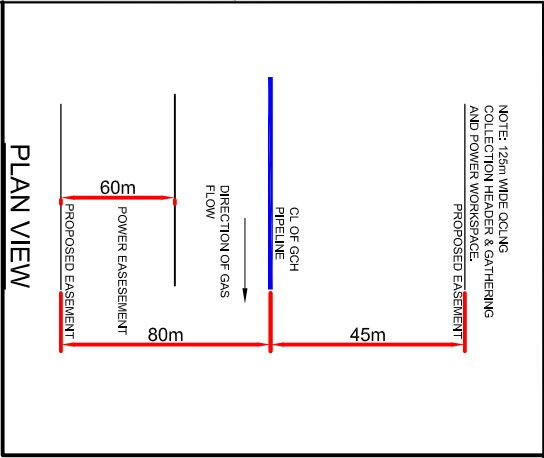 NOTE: 125m WIDE QCLNG
COLLECTION HEADER & GATHERING
AND POWER WORKSPACE.
PROPOSED EASEMENT
45m
CL OF GCH
PIPELINE
DIRECTION OF GAS
FLOW
80m
60m
POWER EASESEMENT
PROPOSED EASEMENT
PLAN VIEW